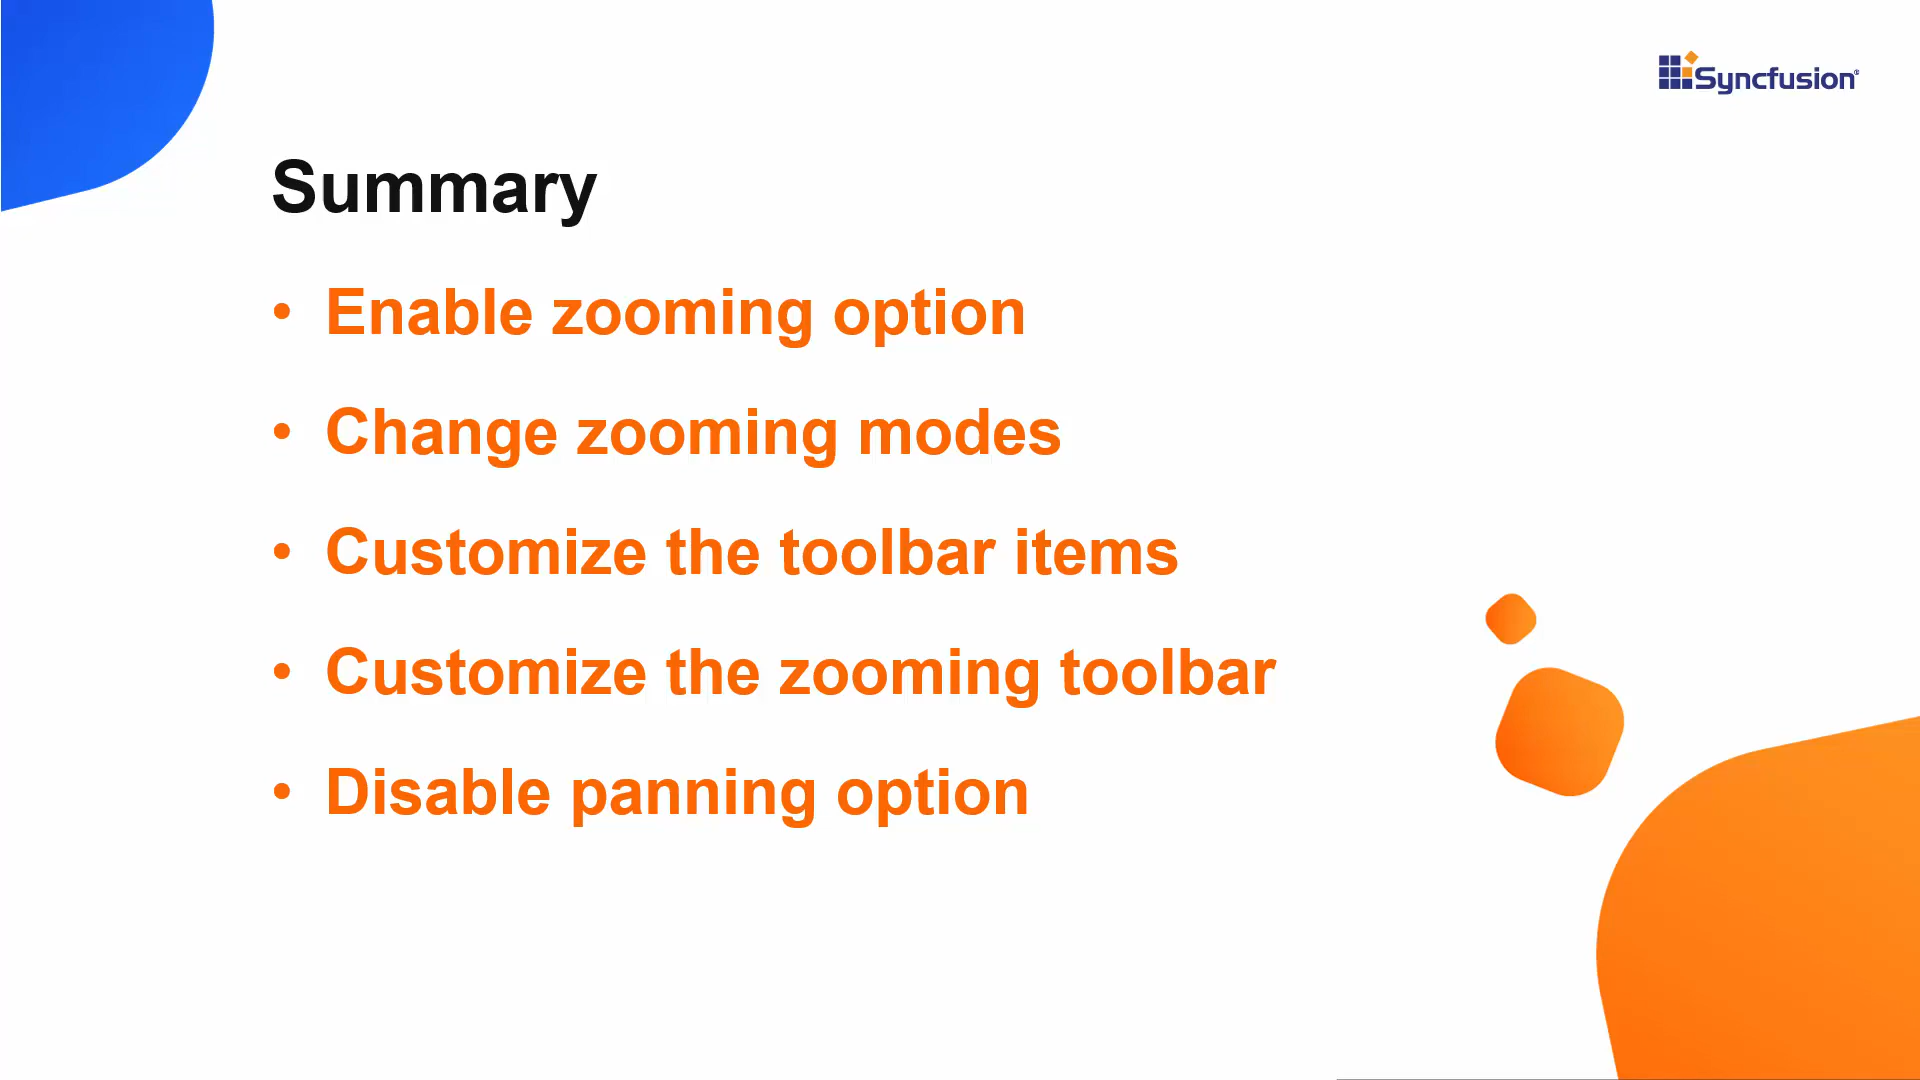 Syncfusion®
Summary
• Enable zooming option
• Change zooming modes
• Customize the toolbar items
• Customize the zooming toolbar
• Disable panning option